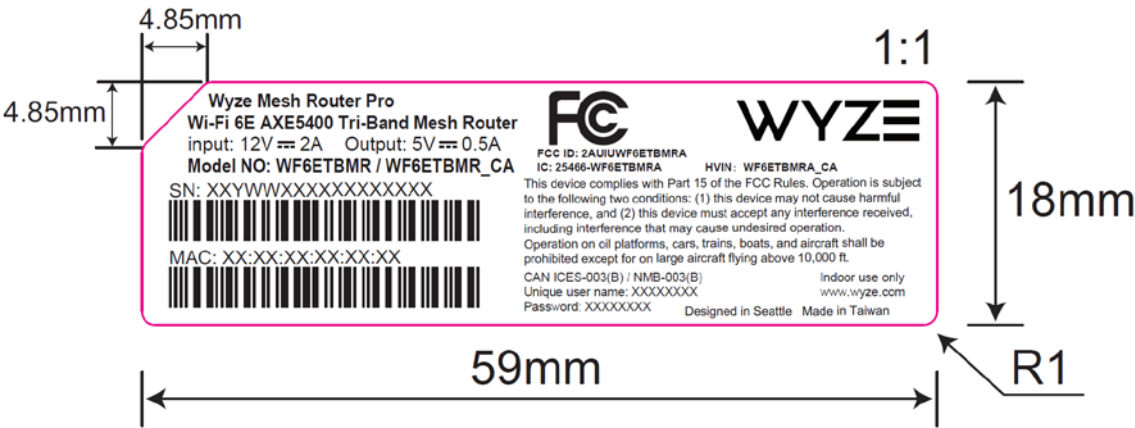 4.85mm
1:1
4.85mm
Wyze Mesh Router Pro
Wi-Fi 6E AXE5400 Tri-Band Mesh Router
input: 12V⎓2A Output: 5V⎓0.5A
Model NO: WF6ETBMR / WF6ETBMR_CA
SN: XXYWWXXXXXXXXXXXX
MAC: XX:XX:XX:XX:XX:XX
FC
WYZE
FCC ID: 2AUIUWF6ETBMRA
IC: 25466-WF6ETBMRA HVIN: WF6ETBMRA_CA
This device complies with Part 15 of the FCC Rules. Operation is subject
to the following two conditions: (1) this device may not cause harmful
interference, and (2) this device must accept any interference received,
including interference that may cause undesired operation.
Operation on oil platforms, cars, trains, boats, and aircraft shall be
prohibited except for on large aircraft flying above 10,000 ft.
CAN ICES-003(B) / NMB-003(B) Indoor use only
Unique user name: XXXXXXXX www.wyze.com
Password: XXXXXXXX Designed in Seattle Made in Taiwan
18mm
59mm
R1